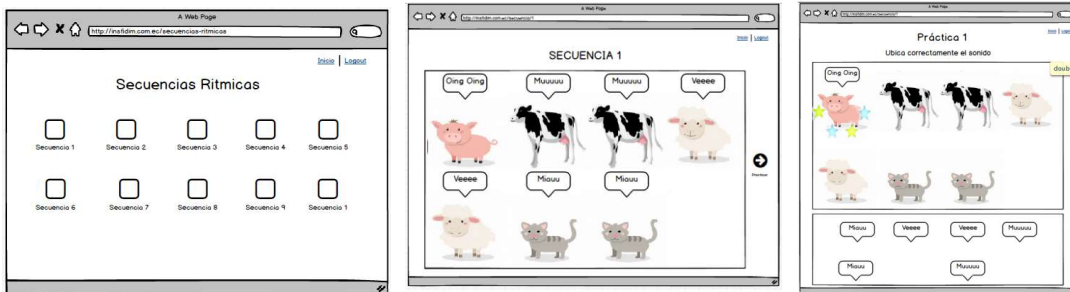 A Web Page
http://insfidim.com.ec/secuencias-ritmicas
Inicio | Logout
Secuencias Ritmicas
Secuencia 1 Secuencia 2 Secuencia 3 Secuencia 4 Secuencia 5
Secuencia 6 Secuencia 7 Secuencia 8 Secuencia 9 Secuencia 1
A Web Page
Inicio | Logout
SECUENCIA 1
Oing Oing Muuuuu Muuuuu Veeee
Practicar
Veeee Miauu Miauu
A Web Page
Práctica 1
Ubica correctamente el sonido
doub
Oing Oing
Miauu Veeee Veeee Muuuuu
Miauu Muuuuu